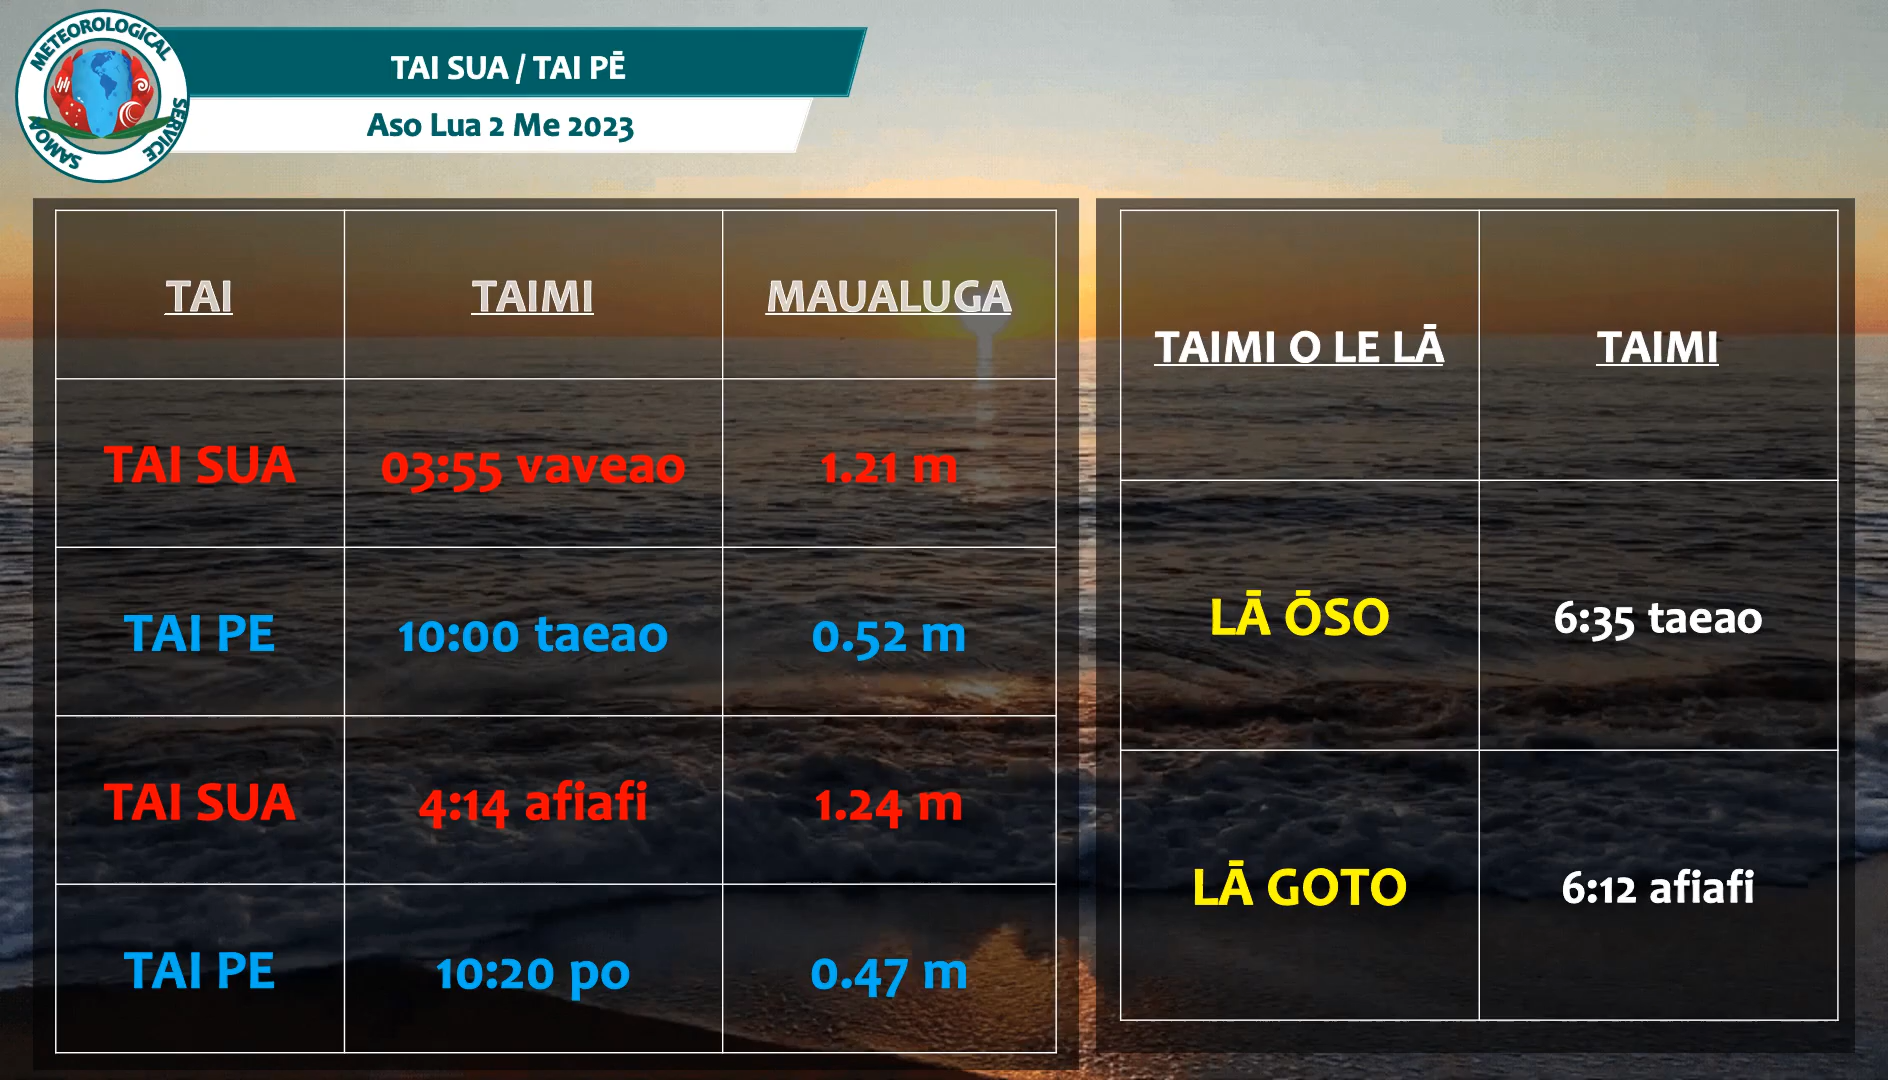 METEOROLOGICAL
SERVICE
SAMOA
TAI SUA / TAI PĒ
Aso Lua 2 Me 2023
TAI TAIMI MAUALUGA
TAI SUA 03:55 vaveao 1.21 m
TAI PE 10:00 taeao 0.52 m
TAI SUA 4:14 afiafi 1.24 m
TAI PE 10:20 po 0.47 m
TAIMI O LE LĀ TAIMI
LĀ ŌSO 6:35 taeao
LĀ GOTO 6:12 afiafi